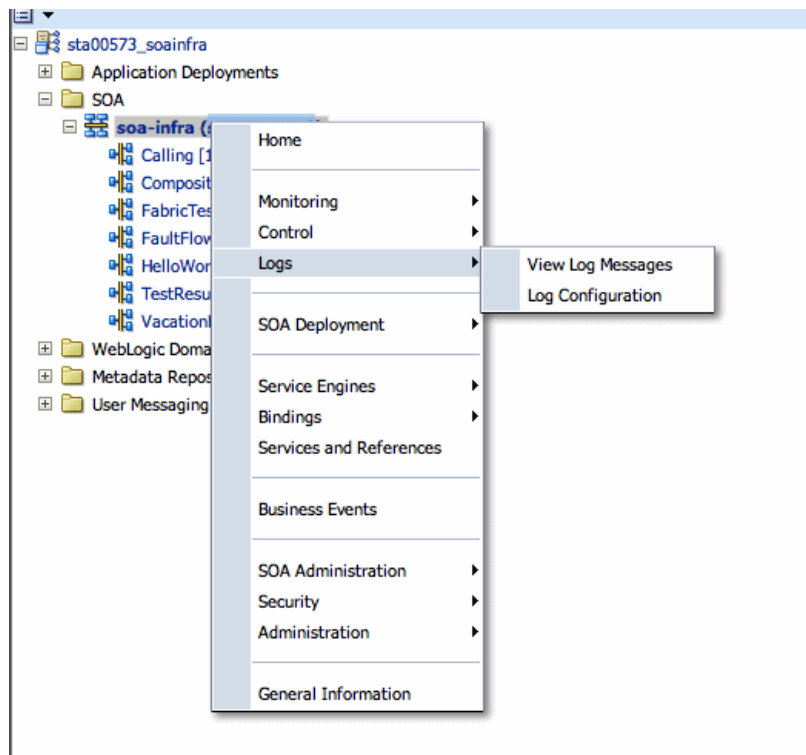 sta00573_soainfra
Application Deployments
SOA
soa-infra (
Calling [1
Composit
FabricTes
FaultFlow
HelloWor
TestResu
Vacation
WebLogic Doma
Metadata Repos
User Messaging
Home
Monitoring
Control
Logs
View Log Messages
Log Configuration
SOA Deployment
Service Engines
Bindings
Services and References
Business Events
SOA Administration
Security
Administration
General Information